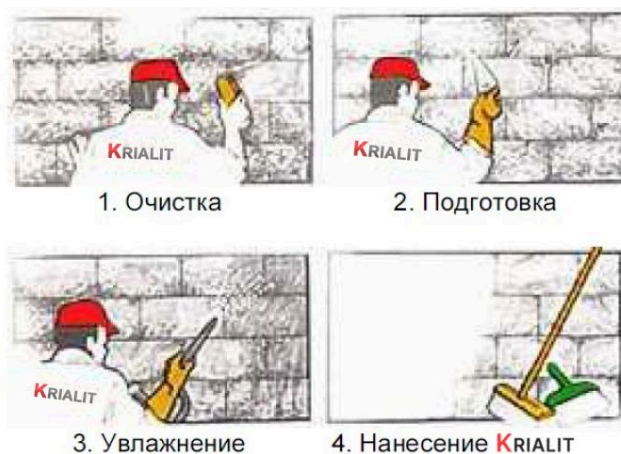 KRIALIT
KRIALIT
1. Очистка
2. Подготовка
KRIALIT
3. Увлажнение
4. Нанесение KRIALIT